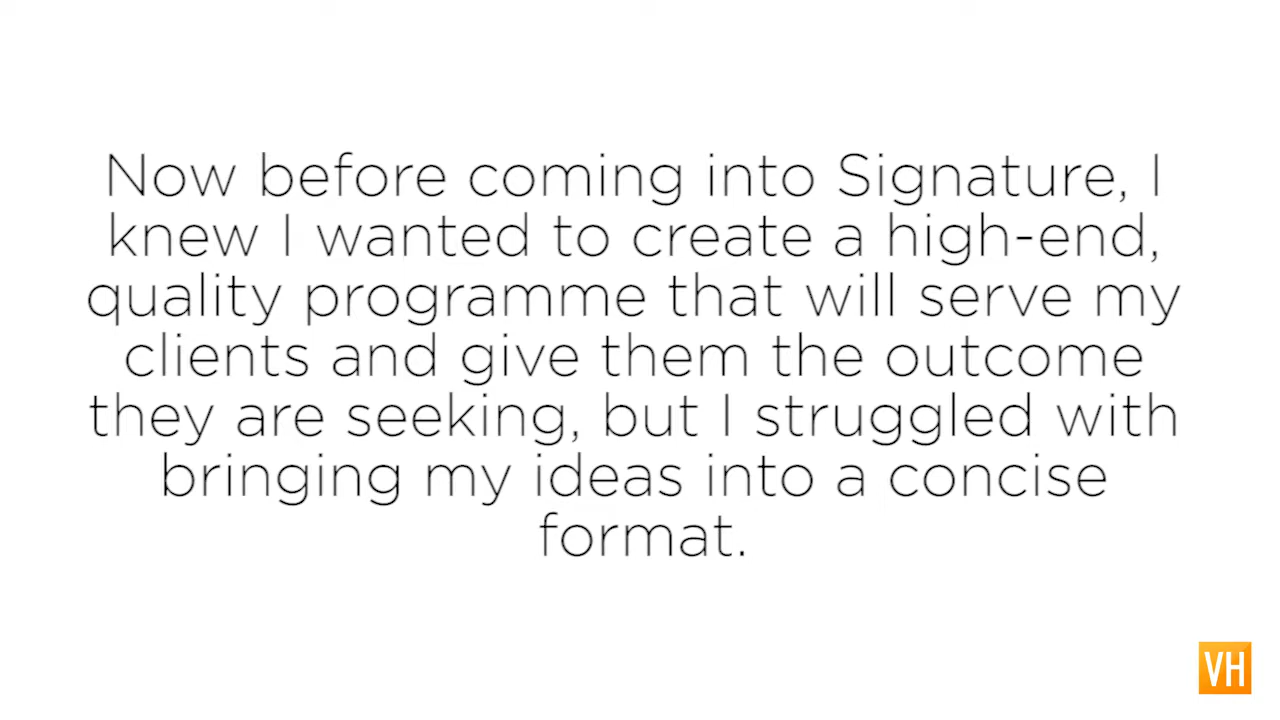 Now before coming into Signature, I
knew I wanted to create a high-end,
quality programme that will serve my
clients and give them the outcome
they are seeking, but I struggled with
bringing my ideas into a concise
format.
VH